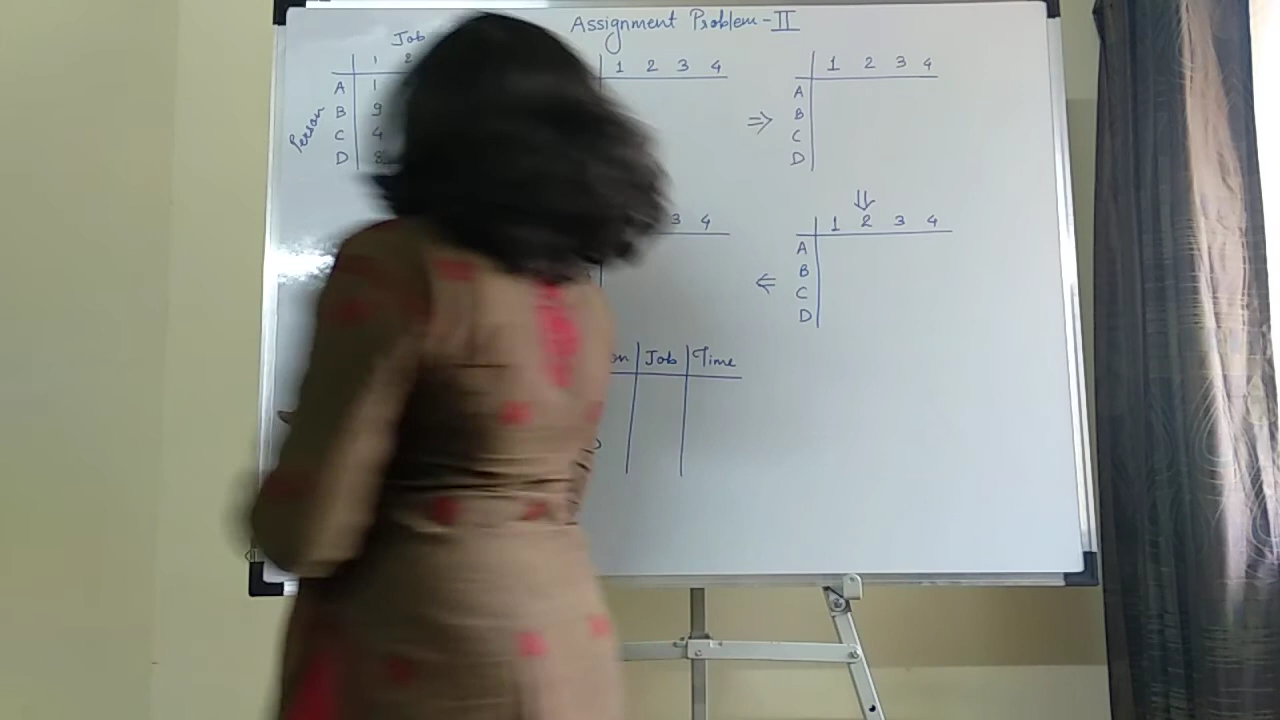 Assignment Problem-II
Job
1 2
A 1
B 9
C 4
D 8
Person
1 2 3 4
⇒
1 2 3 4
A
B
C
D
⇓
3 4
⇐
1 2 3 4
A
B
C
D
Job Time